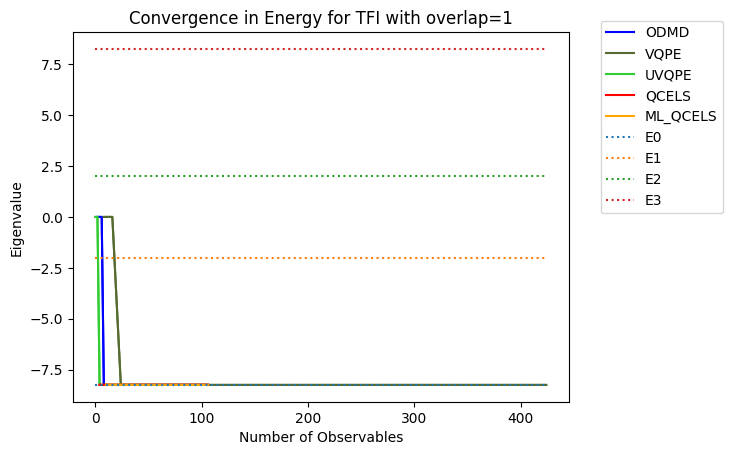 Convergence in Energy for TFI with overlap=1
ODMD
VQPE
UVQPE
QCELS
ML_QCELS
E0
E1
E2
E3
7.5
5.0
2.5
0.0
−2.5
−5.0
−7.5
Eigenvalue
0
100
200
300
400
Number of Observables